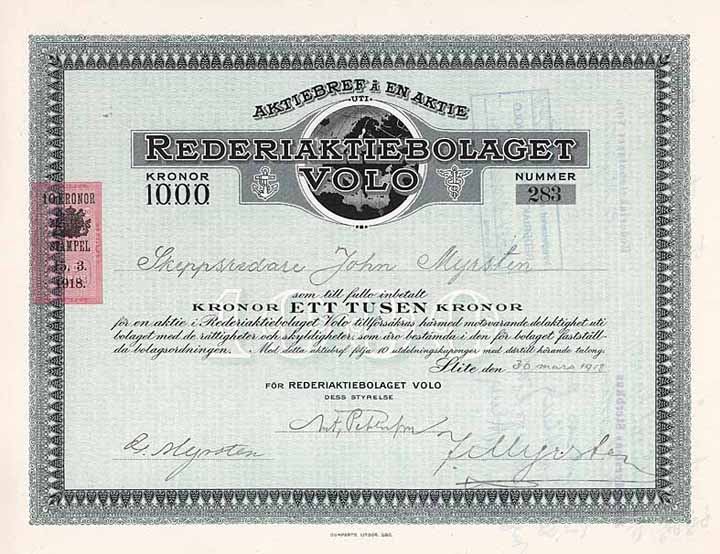 AKTIEBREF Å EN AKTIE
UTI
REDERIAKTIEBOLAGET
VOLO
KRONOR
1000
NUMMER
283
10 KRONOR
STÄMPEL
15. 3.
1918.
Skeppsredare John Myrsten
som till fullo inbetalt
KRONOR ETT TUSEN KRONOR
för en aktie i Rederiaktiebolaget Volo tillförsäkras härmed motsvarande delaktighet uti
bolaget med de rättigheter och skyldigheter, som äro bestämda i den för bolaget fastställ-
da bolagsordningen. Med detta aktiebref följa 10 utdelningskuponger med därtill hörande talong.
Slite den 30 mars 1918
FÖR REDERIAKTIEBOLAGET VOLO
DESS STYRELSE
Myrsten
J. Myrsten